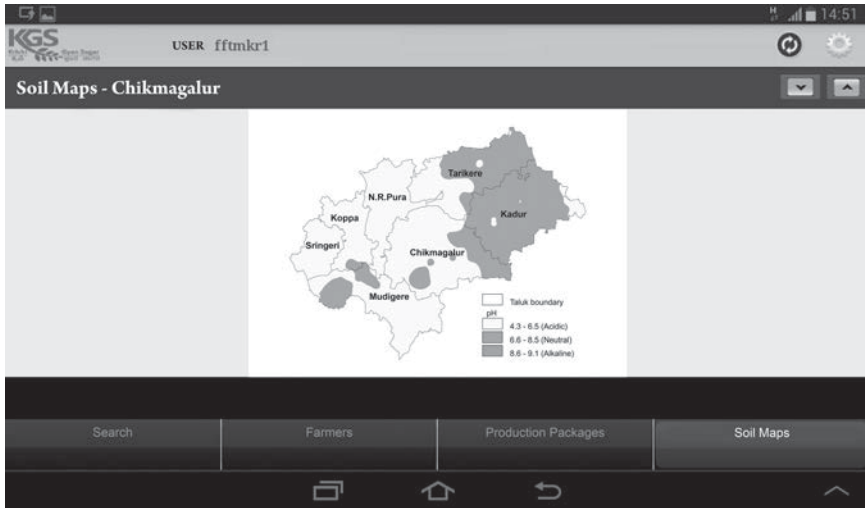 H 14:51
KGS
USER fftmkr1
Soil Maps - Chikmagalur
Tarikere
N.R.Pura
Kadur
Koppa
Sringeri
Chikmagalur
Mudigere
Taluk boundary
pH
4.3 - 6.5 (Acidic)
6.6 - 8.5 (Neutral)
8.6 - 9.1 (Alkaline)
Search Farmers Production Packages Soil Maps